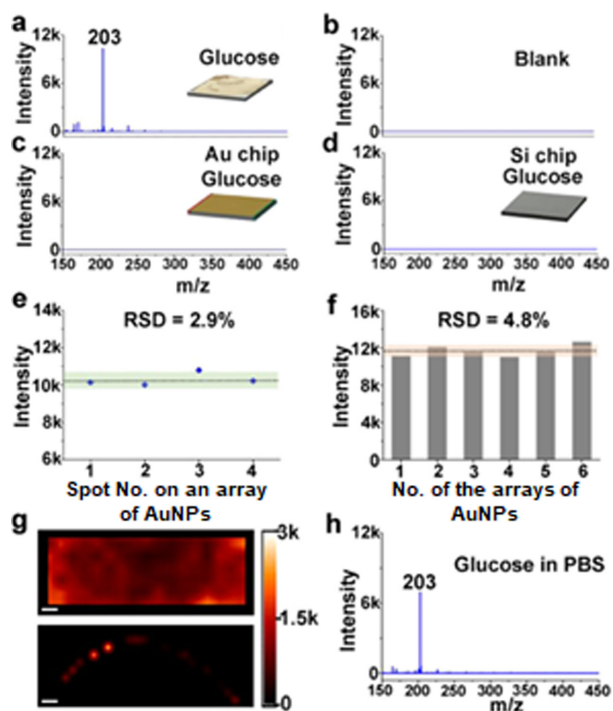 a
12k
6k
0
Intensity
203
Glucose
b
12k
6k
0
Intensity
Blank
c
12k
6k
0
Intensity
Au chip
Glucose
150 200 250 300 350 400 450
m/z
d
12k
6k
0
Intensity
Si chip
Glucose
150 200 250 300 350 400 450
m/z
e
14k
12k
10k
8k
6k
Intensity
RSD = 2.9%
1 2 3 4
Spot No. on an array
of AuNPs
f
16k
12k
8k
4k
0
Intensity
RSD = 4.8%
1 2 3 4 5 6
No. of the arrays of
AuNPs
g
3k
1.5k
0
Intensity
h
12k
6k
0
203
Glucose in PBS
150 200 250 300 350 400 450
m/z